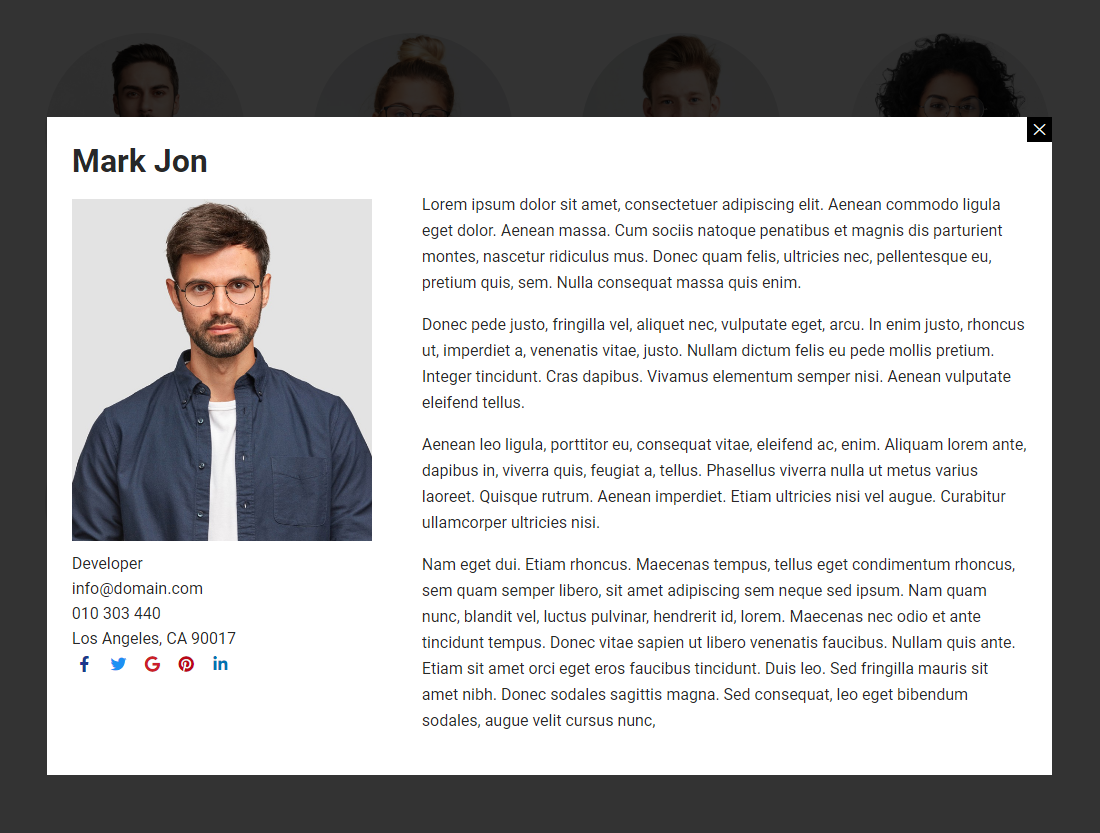 Mark Jon
Lorem ipsum dolor sit amet, consectetuer adipiscing elit. Aenean commodo ligula
eget dolor. Aenean massa. Cum sociis natoque penatibus et magnis dis parturient
montes, nascetur ridiculus mus. Donec quam felis, ultricies nec, pellentesque eu,
pretium quis, sem. Nulla consequat massa quis enim.
Donec pede justo, fringilla vel, aliquet nec, vulputate eget, arcu. In enim justo, rhoncus
ut, imperdiet a, venenatis vitae, justo. Nullam dictum felis eu pede mollis pretium.
Integer tincidunt. Cras dapibus. Vivamus elementum semper nisi. Aenean vulputate
eleifend tellus.
Aenean leo ligula, porttitor eu, consequat vitae, eleifend ac, enim. Aliquam lorem ante,
dapibus in, viverra quis, feugiat a, tellus. Phasellus viverra nulla ut metus varius
laoreet. Quisque rutrum. Aenean imperdiet. Etiam ultricies nisi vel augue. Curabitur
ullamcorper ultricies nisi.
Nam eget dui. Etiam rhoncus. Maecenas tempus, tellus eget condimentum rhoncus,
sem quam semper libero, sit amet adipiscing sem neque sed ipsum. Nam quam
nunc, blandit vel, luctus pulvinar, hendrerit id, lorem. Maecenas nec odio et ante
tincidunt tempus. Donec vitae sapien ut libero venenatis faucibus. Nullam quis ante.
Etiam sit amet orci eget eros faucibus tincidunt. Duis leo. Sed fringilla mauris sit
amet nibh. Donec sodales sagittis magna. Sed consequat, leo eget bibendum
sodales, augue velit cursus nunc,
Developer
info@domain.com
010 303 440
Los Angeles, CA 90017